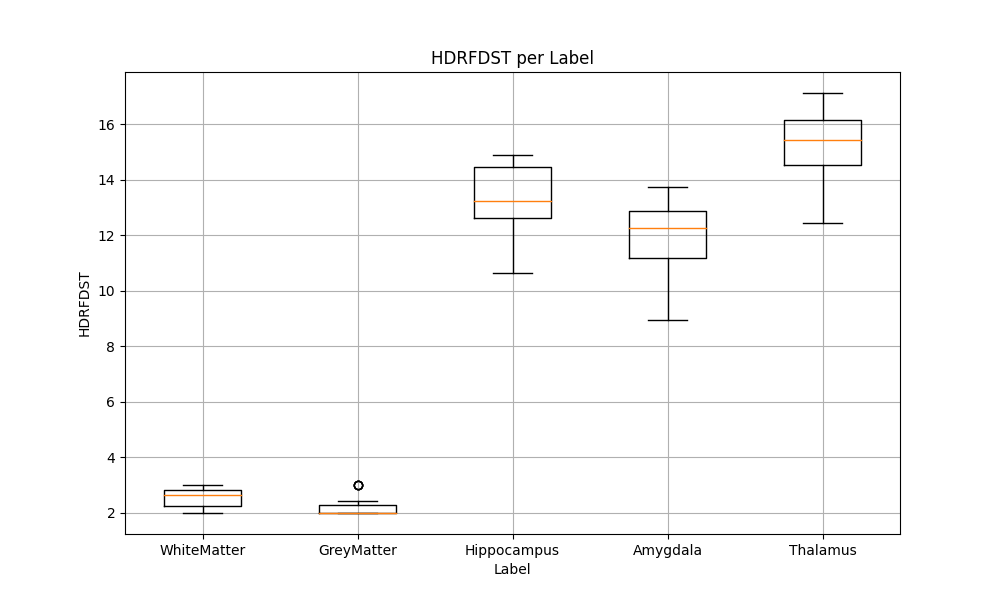 HDRFDST per Label
HDRFDST
16
14
12
10
8
6
4
2
WhiteMatter
GreyMatter
Hippocampus
Amygdala
Thalamus
Label